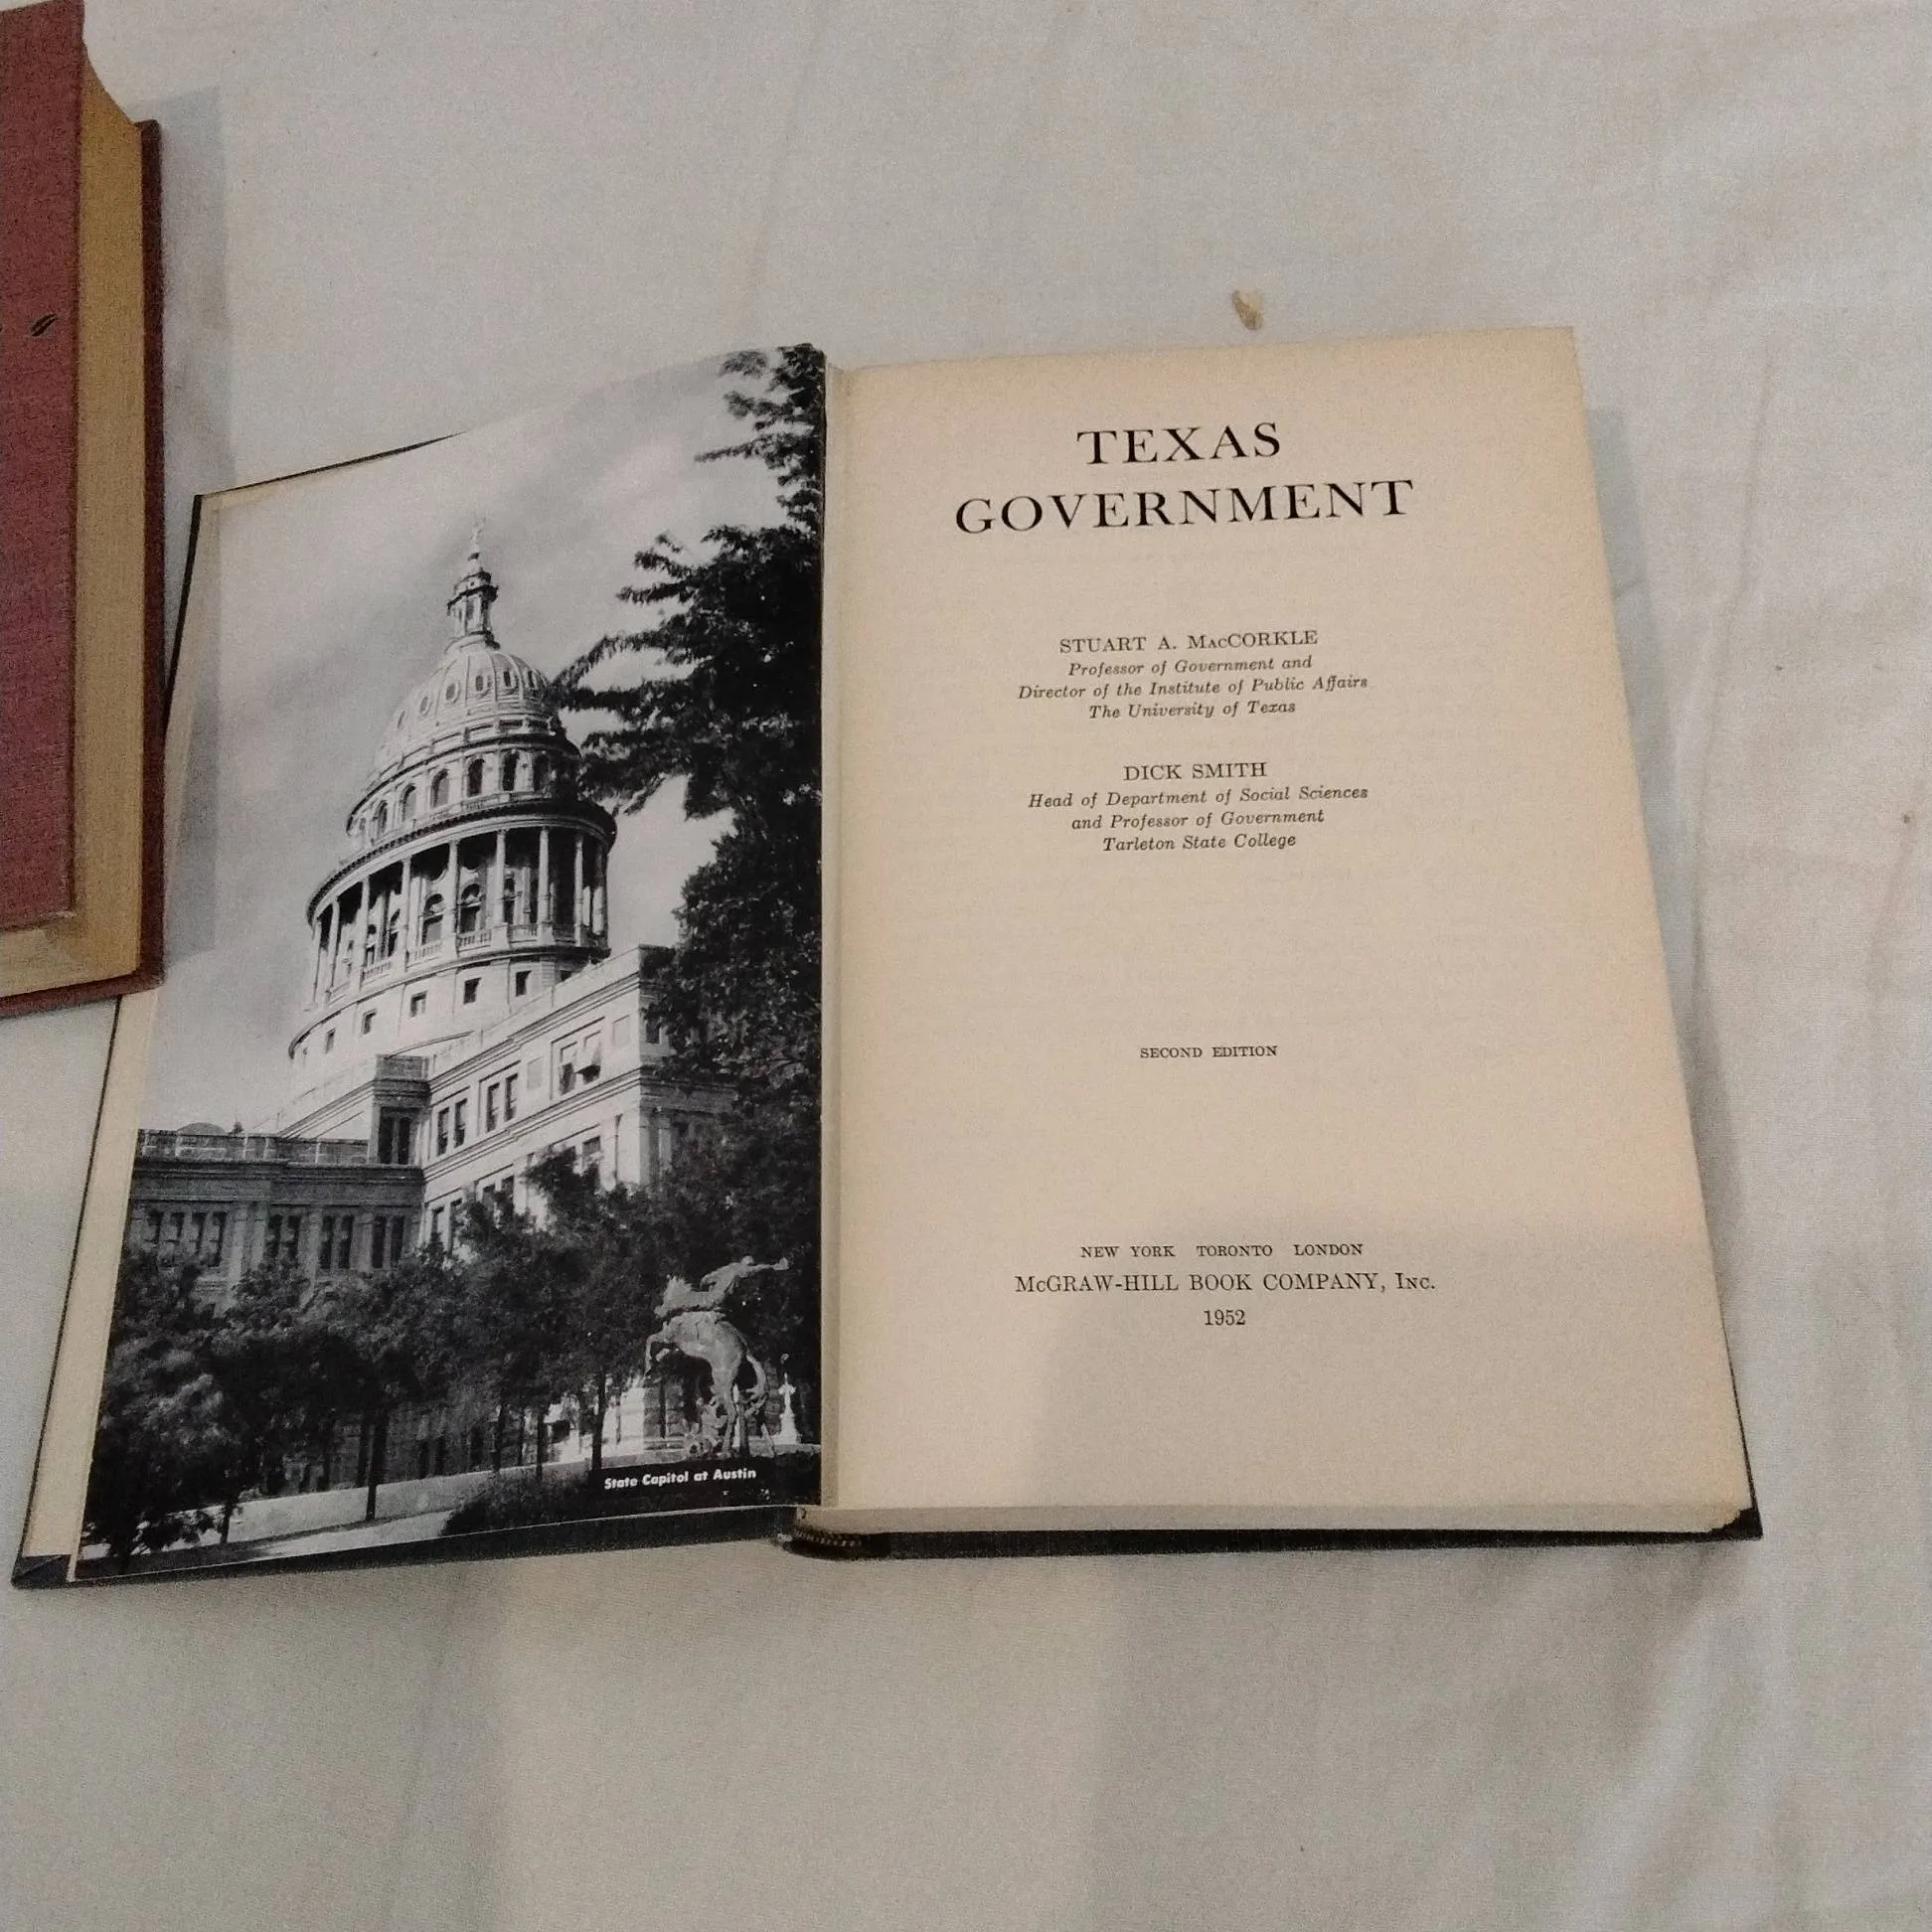 State Capitol at Austin
TEXAS
GOVERNMENT
STUART A. MacCORKLE
Professor of Government and
Director of the Institute of Public Affairs
The University of Texas
DICK SMITH
Head of Department of Social Sciences
and Professor of Government
Tarleton State College
SECOND EDITION
NEW YORK TORONTO LONDON
McGRAW-HILL BOOK COMPANY, Inc.
1952